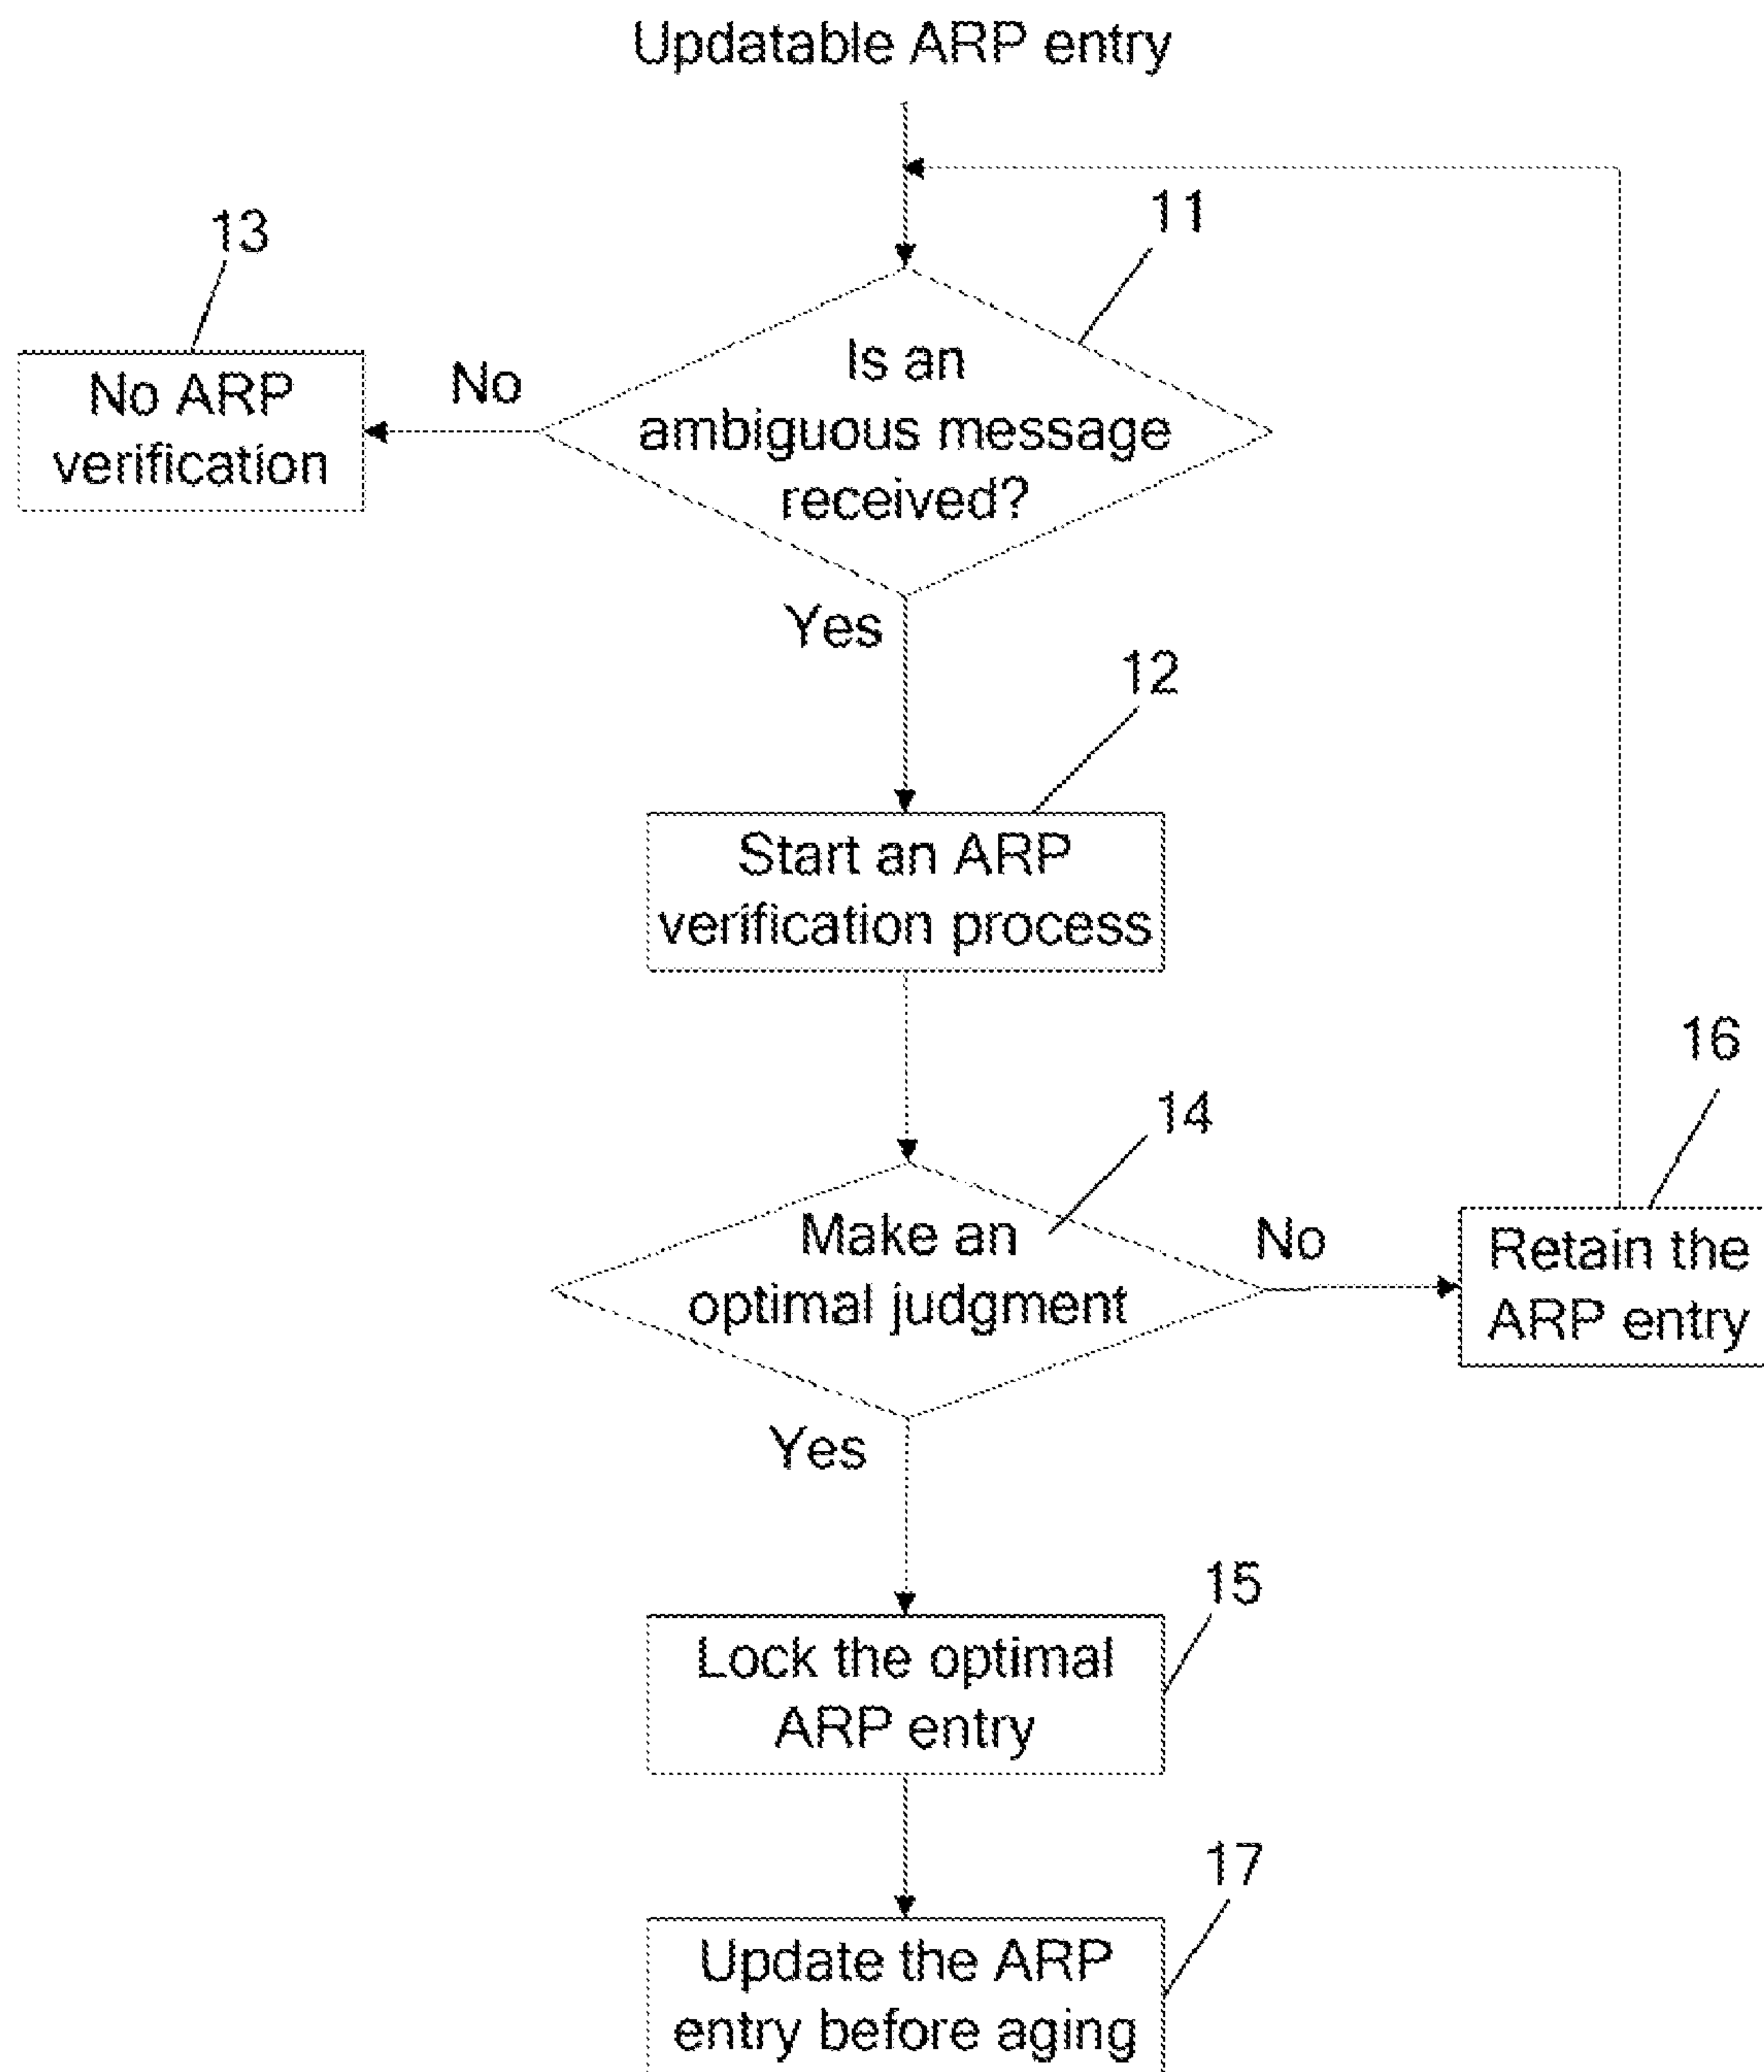 Updatable ARP entry
11
13
Is an
ambiguous message
received?
No
No ARP
verification
Yes
12
Start an ARP
verification process
14
16
Make an
optimal judgment
No
Retain the
ARP entry
Yes
15
Lock the optimal
ARP entry
17
Update the ARP
entry before aging